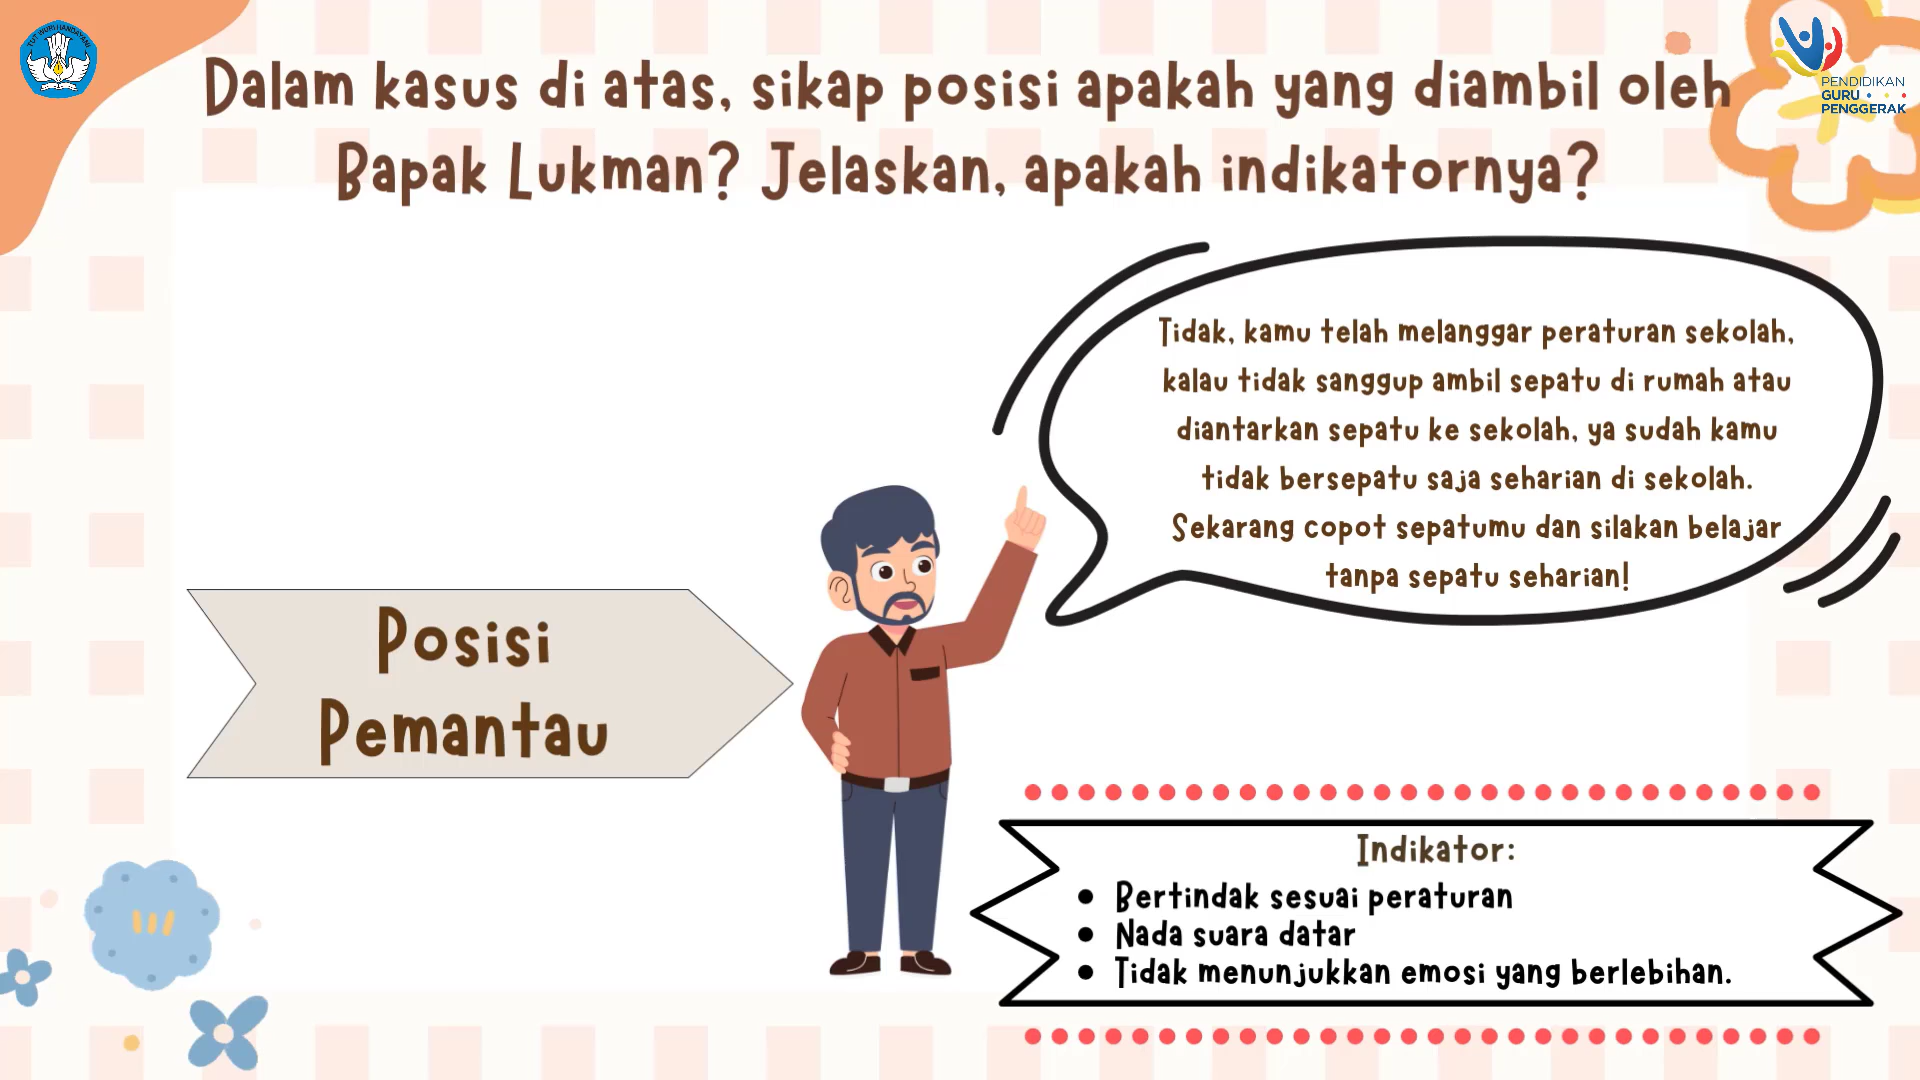 TUT WURI HANDAYANI
PENDIDIKAN
GURU
PENGGERAK
Dalam kasus di atas, sikap posisi apakah yang diambil oleh
Bapak Lukman? Jelaskan, apakah indikatornya?
Tidak, kamu telah melanggar peraturan sekolah,
kalau tidak sanggup ambil sepatu di rumah atau
diantarkan sepatu ke sekolah, ya sudah kamu
tidak bersepatu saja seharian di sekolah.
Sekarang copot sepatumu dan silakan belajar
tanpa sepatu seharian!
Posisi
Pemantau
Indikator:
• Bertindak sesuai peraturan
• Nada suara datar
• Tidak menunjukkan emosi yang berlebihan.